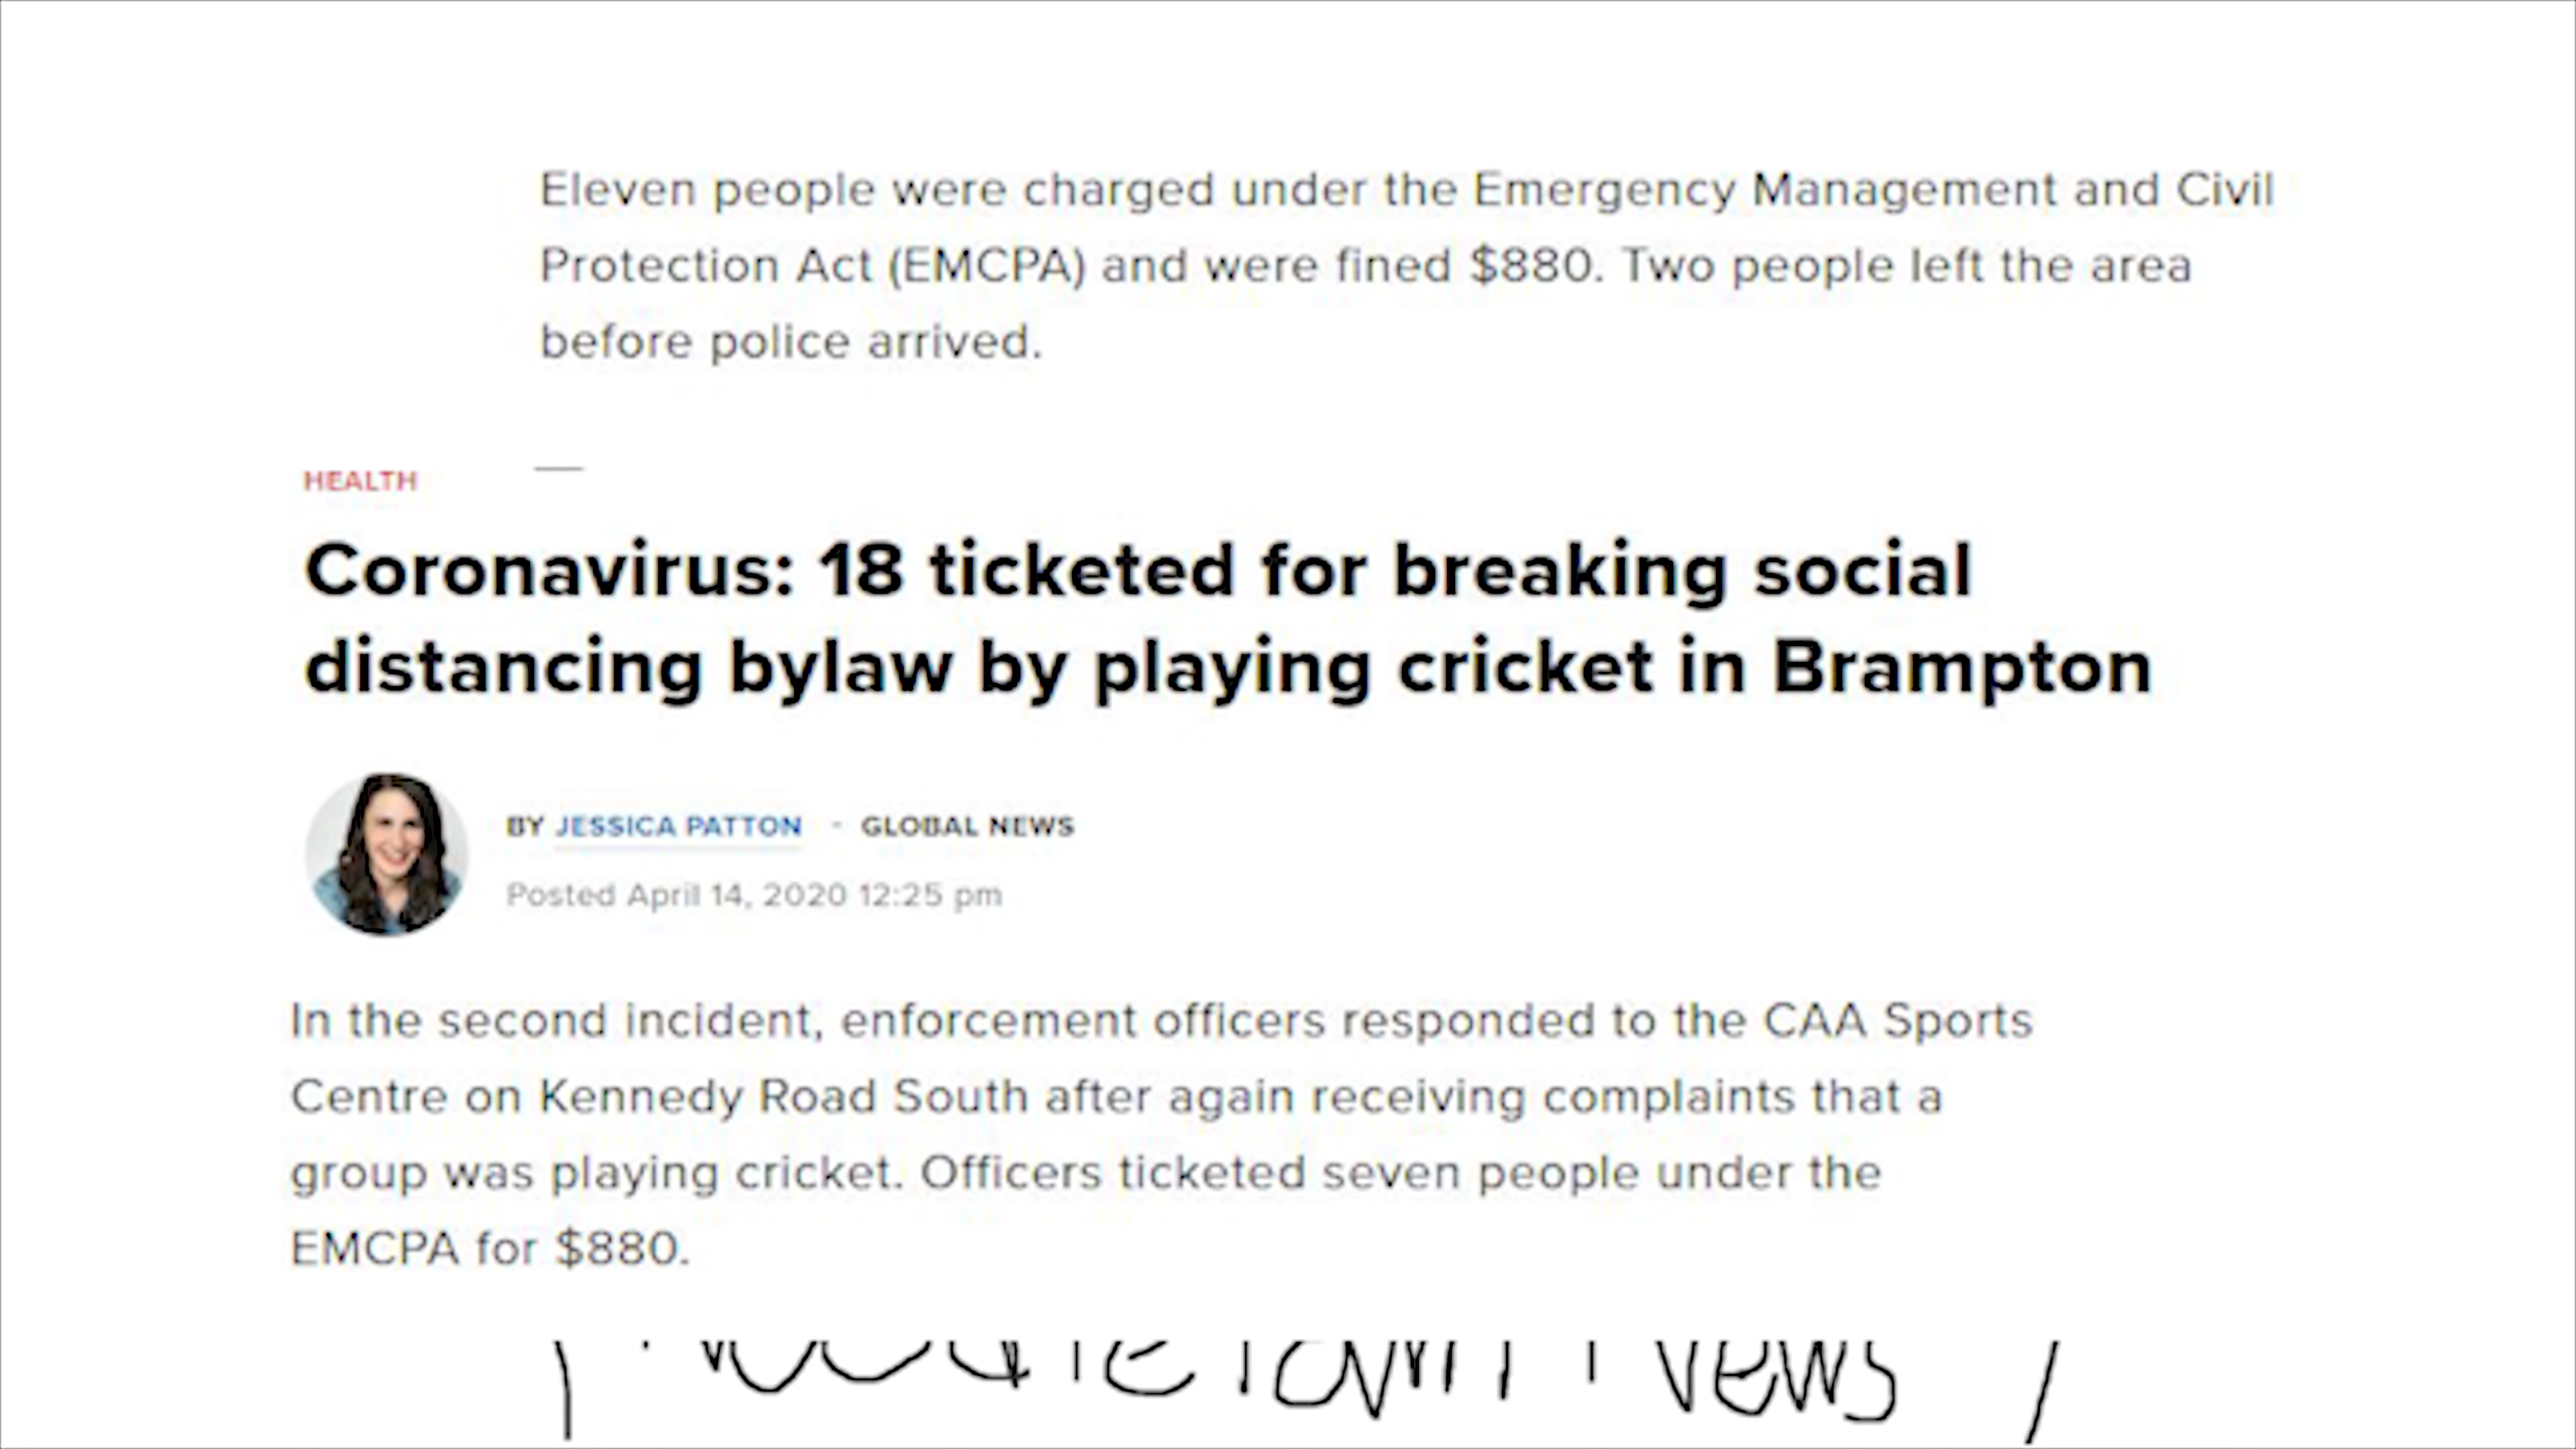 Eleven people were charged under the Emergency Management and Civil
Protection Act (EMCPA) and were fined $880. Two people left the area
before police arrived.
HEALTH
Coronavirus: 18 ticketed for breaking social
distancing bylaw by playing cricket in Brampton
BY JESSICA PATTON - GLOBAL NEWS
Posted April 14, 2020 12:25 pm
In the second incident, enforcement officers responded to the CAA Sports
Centre on Kennedy Road South after again receiving complaints that a
group was playing cricket. Officers ticketed seven people under the
EMCPA for $880.
News